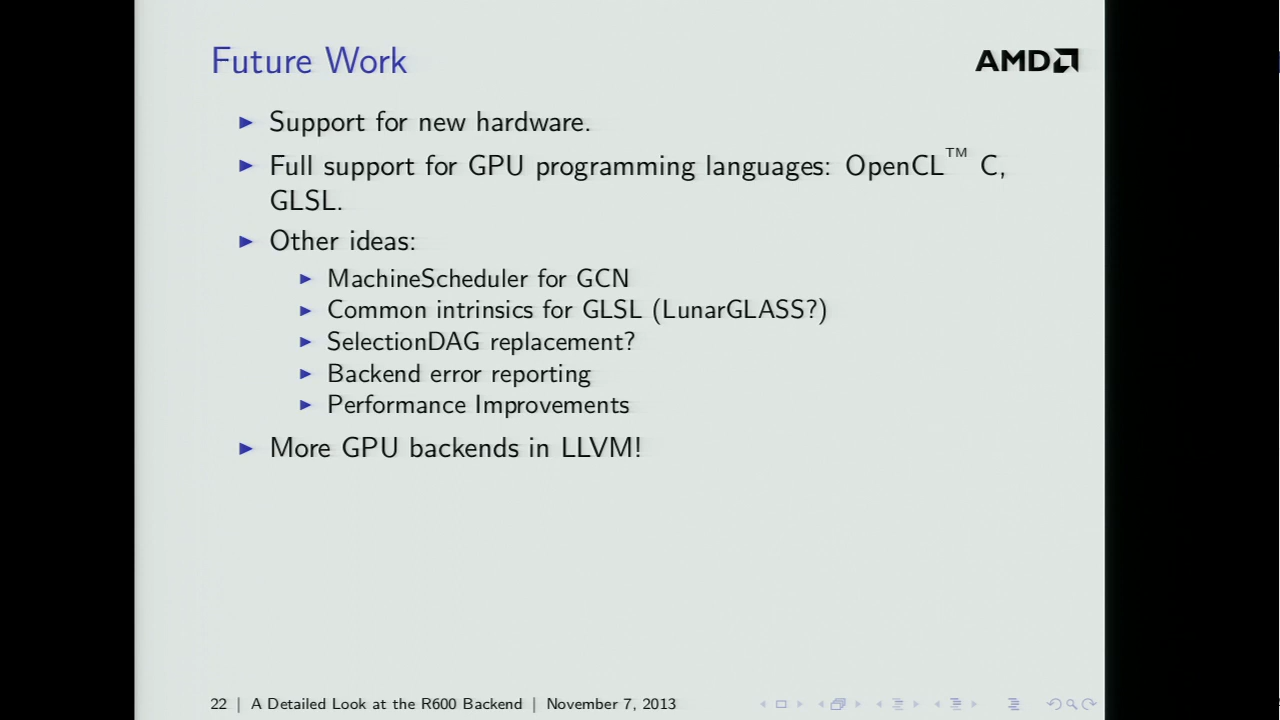 Future Work
AMD
Support for new hardware.
Full support for GPU programming languages: OpenCL™ C,
GLSL.
Other ideas:
MachineScheduler for GCN
Common intrinsics for GLSL (LunarGLASS?)
SelectionDAG replacement?
Backend error reporting
Performance Improvements
More GPU backends in LLVM!
22 | A Detailed Look at the R600 Backend | November 7, 2013